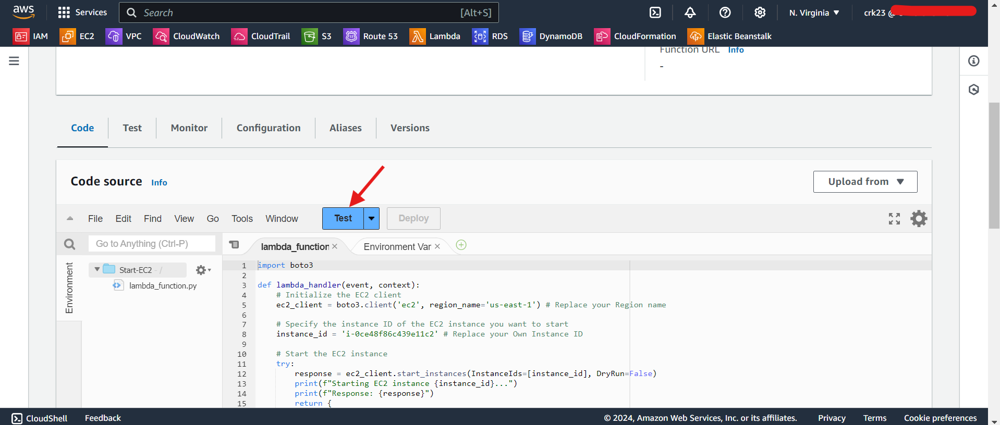 aws
Services
Search
[Alt+S]
N. Virginia
crk23 @
IAM
EC2
VPC
CloudWatch
CloudTrail
S3
Route 53
Lambda
RDS
DynamoDB
CloudFormation
Elastic Beanstalk
Function URL Info
-
Code
Test
Monitor
Configuration
Aliases
Versions
Code source Info
Upload from
File
Edit
Find
View
Go
Tools
Window
Test
Deploy
Go to Anything (Ctrl-P)
lambda_function
Environment Var
Environment
Start-EC2 - /
lambda_function.py
1 import boto3
2
3 def lambda_handler(event, context):
4 # Initialize the EC2 client
5 ec2_client = boto3.client('ec2', region_name='us-east-1') # Replace your Region name
6
7 # Specify the instance ID of the EC2 instance you want to start
8 instance_id = 'i-0ce48f86c439e11c2' # Replace your Own Instance ID
9
10 # Start the EC2 instance
11 try:
12 response = ec2_client.start_instances(InstanceIds=[instance_id], DryRun=False)
13 print(f"Starting EC2 instance {instance_id}...")
14 print(f"Response: {response}")
15 return {
CloudShell
Feedback
© 2024, Amazon Web Services, Inc. or its affiliates.
Privacy
Terms
Cookie preferences